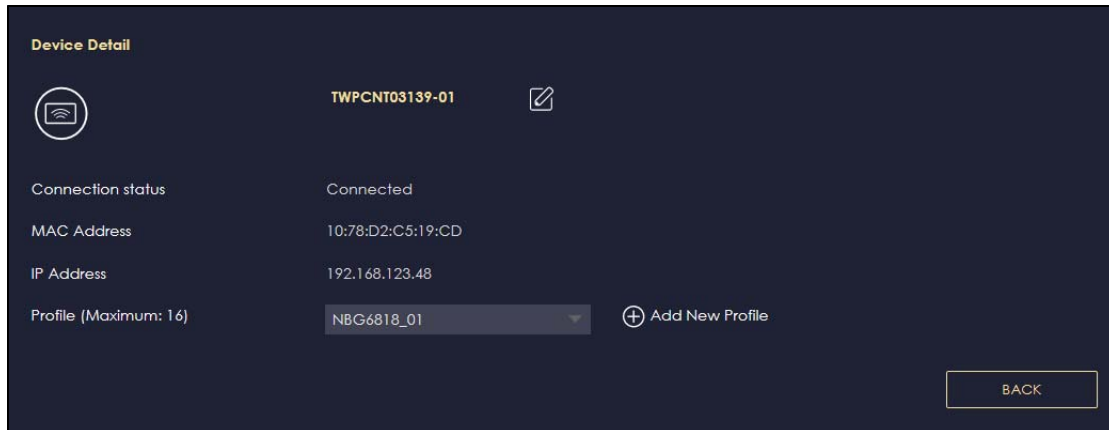 Device Detail
TWPCNT03139-01
Connection status Connected
MAC Address 10:78:D2:C5:19:CD
IP Address 192.168.123.48
Profile (Maximum: 16) NBG6818_01 Add New Profile
BACK